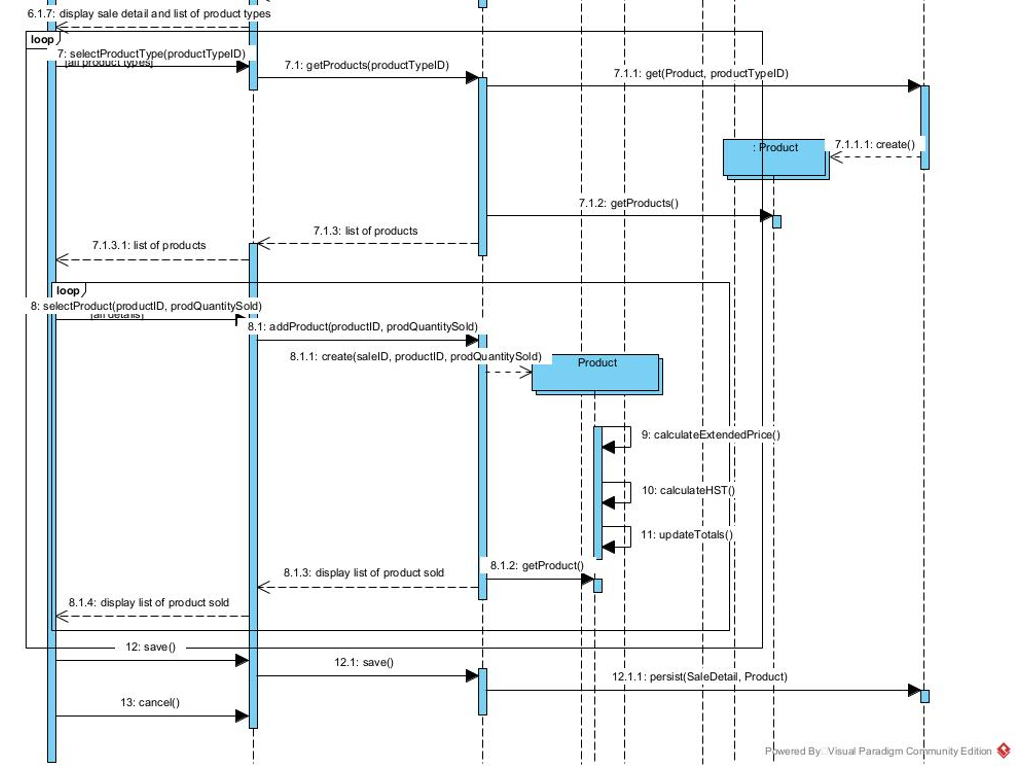 6.1.7: display sale detail and list of product types
loop
7: selectProductType(productTypeID)
[all product types]
7.1: getProducts(productTypeID)
7.1.1: get(Product, productTypeID)
: Product
7.1.1.1: create()
7.1.2: getProducts()
7.1.3: list of products
7.1.3.1: list of products
loop
8: selectProduct(productID, prodQuantitySold)
[all details]
8.1: addProduct(productID, prodQuantitySold)
8.1.1: create(saleID, productID, prodQuantitySold)
Product
9: calculateExtendedPrice()
10: calculateHST()
11: updateTotals()
8.1.2: getProduct()
8.1.3: display list of product sold
8.1.4: display list of product sold
12: save()
12.1: save()
12.1.1: persist(SaleDetail, Product)
13: cancel()
Powered By Visual Paradigm Community Edition